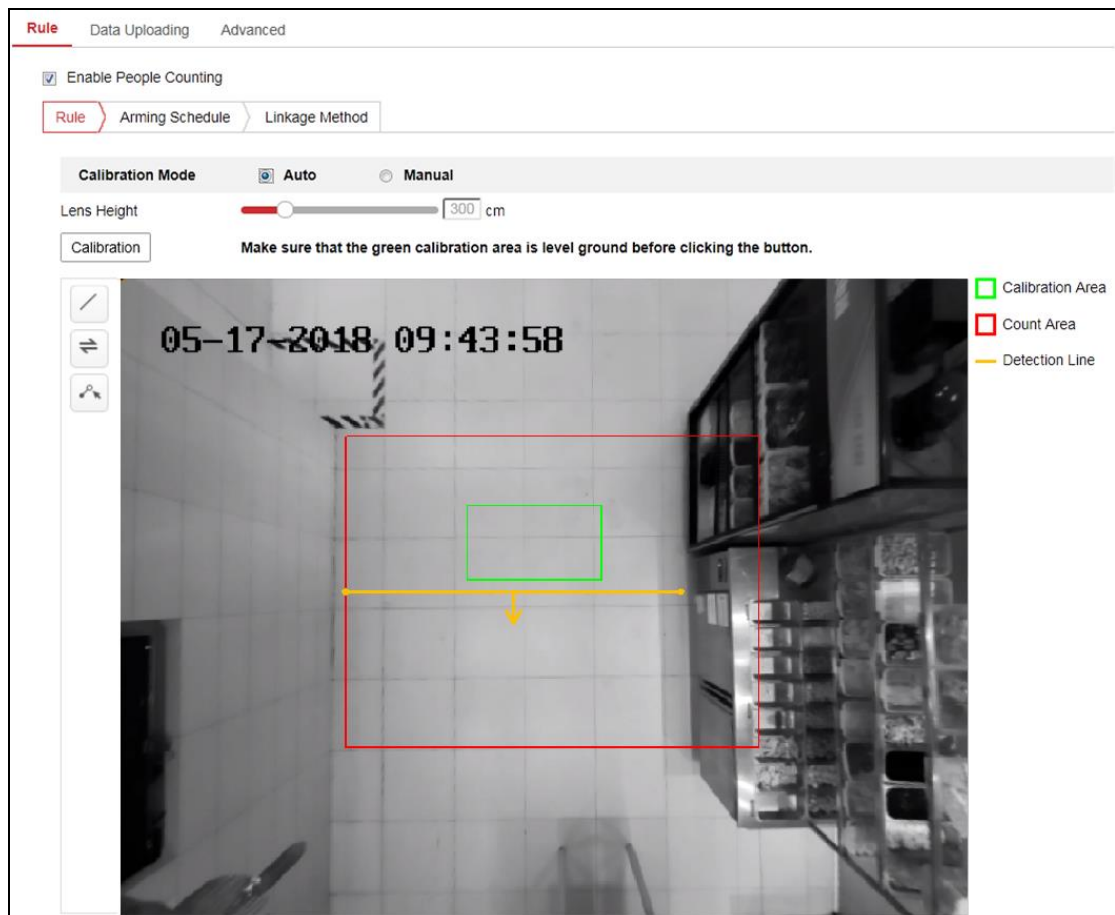 Rule Data Uploading Advanced
Enable People Counting
Rule Arming Schedule Linkage Method
Calibration Mode Auto Manual
Lens Height 300 cm
Calibration Make sure that the green calibration area is level ground before clicking the button.
Calibration Area
05-17-2018 09:43:58
Count Area
Detection Line